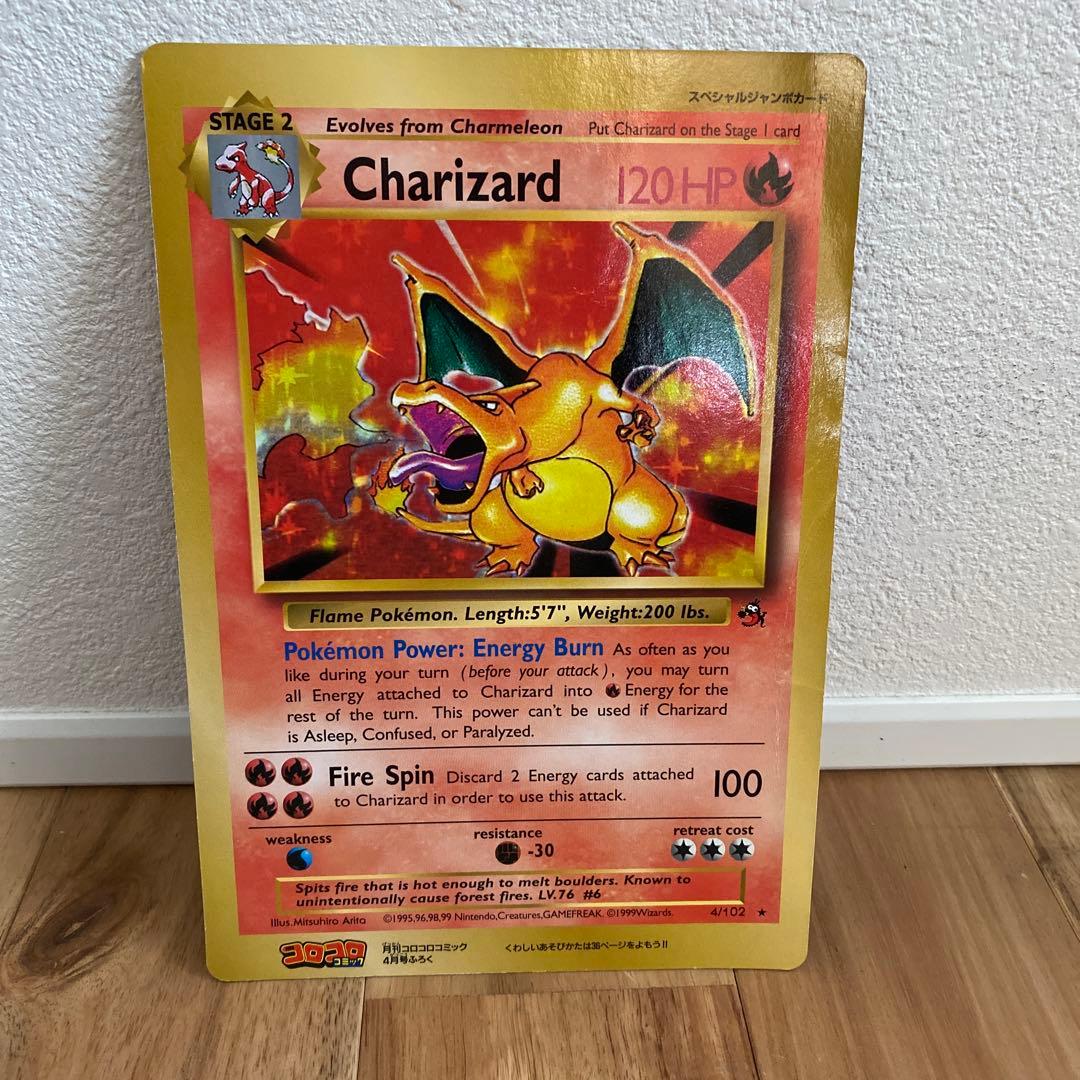 スペシャルジャンボカード
STAGE 2
Evolves from Charmeleon
Put Charizard on the Stage 1 card
Charizard
120 HP
Flame Pokémon. Length:5'7", Weight:200 lbs.
Pokémon Power: Energy Burn As often as you
like during your turn (before your attack), you may turn
all Energy attached to Charizard into Energy for the
rest of the turn. This power can't be used if Charizard
is Asleep, Confused, or Paralyzed.
Fire Spin Discard 2 Energy cards attached
to Charizard in order to use this attack.
100
weakness
resistance
retreat cost
-30
Spits fire that is hot enough to melt boulders. Known to
unintentionally cause forest fires. LV.76 #6
Illus.Mitsuhiro Arita
©1995,96,98,99 Nintendo,Creatures,GAMEFREAK. ©1999Wizards.
4/102 ★
コロコロ
コミック
月刊コロコロコミック
4月号ふろく
くわしいあそびかたは36ページをよもう!!